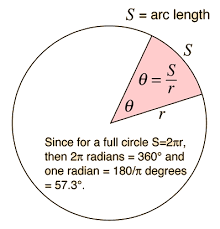 S = arc length
S
θ = S/r
θ
r
Since for a full circle S=2πr,
then 2π radians = 360° and
one radian = 180/π degrees
= 57.3°.